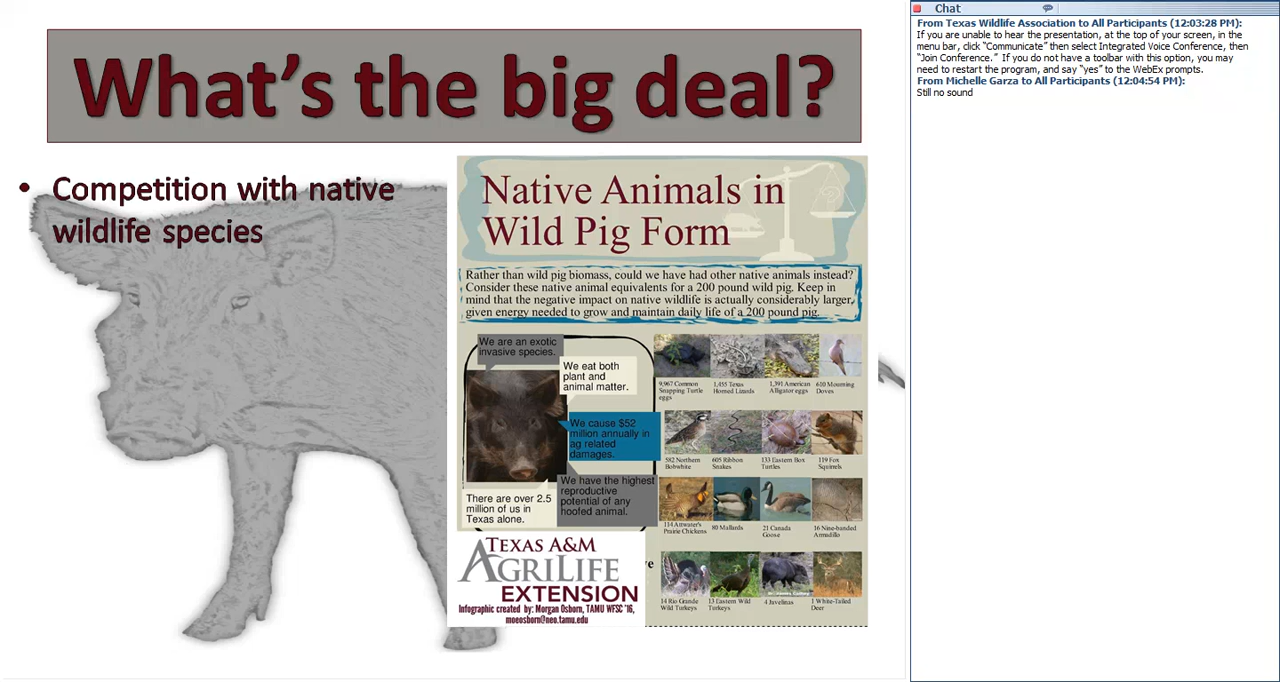 What's the big deal?
• Competition with native
wildlife species
Native Animals in
Wild Pig Form
Rather than wild pig biomass, could we have had other native animals instead?
Consider these native animal equivalents for a 200 pound wild pig. Keep in
mind that the negative impact on native wildlife is actually considerably larger,
given energy needed to grow and maintain daily life of a 200 pound pig.
We are an exotic
invasive species.
We eat both
plant and
animal matter.
We cause $52
million annually in
ag related
damages.
We have the highest
reproductive
potential of any
hoofed animal.
There are over 2.5
million of us in
Texas alone.
9,967 Common
Snapping Turtle
eggs
1,455 Texas
Horned Lizards
1,391 American
Alligator eggs
610 Mourning
Doves
582 Northern
Bobwhite
605 Ribbon
Snakes
133 Eastern Box
Turtles
119 Fox
Squirrels
114 Attwater's
Prairie Chickens
80 Mallards
21 Canada
Goose
16 Nine-banded
Armadillo
14 Rio Grande
Wild Turkeys
13 Eastern Wild
Turkeys
4 Javelinas
1 White-Tailed
Deer
TEXAS A&M
AGRILIFE
EXTENSION
Infographic created by: Morgan Osborn, TAMU WFSC '16,
moeosborn@neo.tamu.edu
Chat
From Texas Wildlife Association to All Participants (12:03:28 PM):
If you are unable to hear the presentation, at the top of your screen, in the
menu bar, click "Communicate" then select Integrated Voice Conference, then
"Join Conference." If you do not have a toolbar with this option, you may
need to restart the program, and say "yes" to the WebEx prompts.
From Michelle Garza to All Participants (12:04:54 PM):
Still no sound